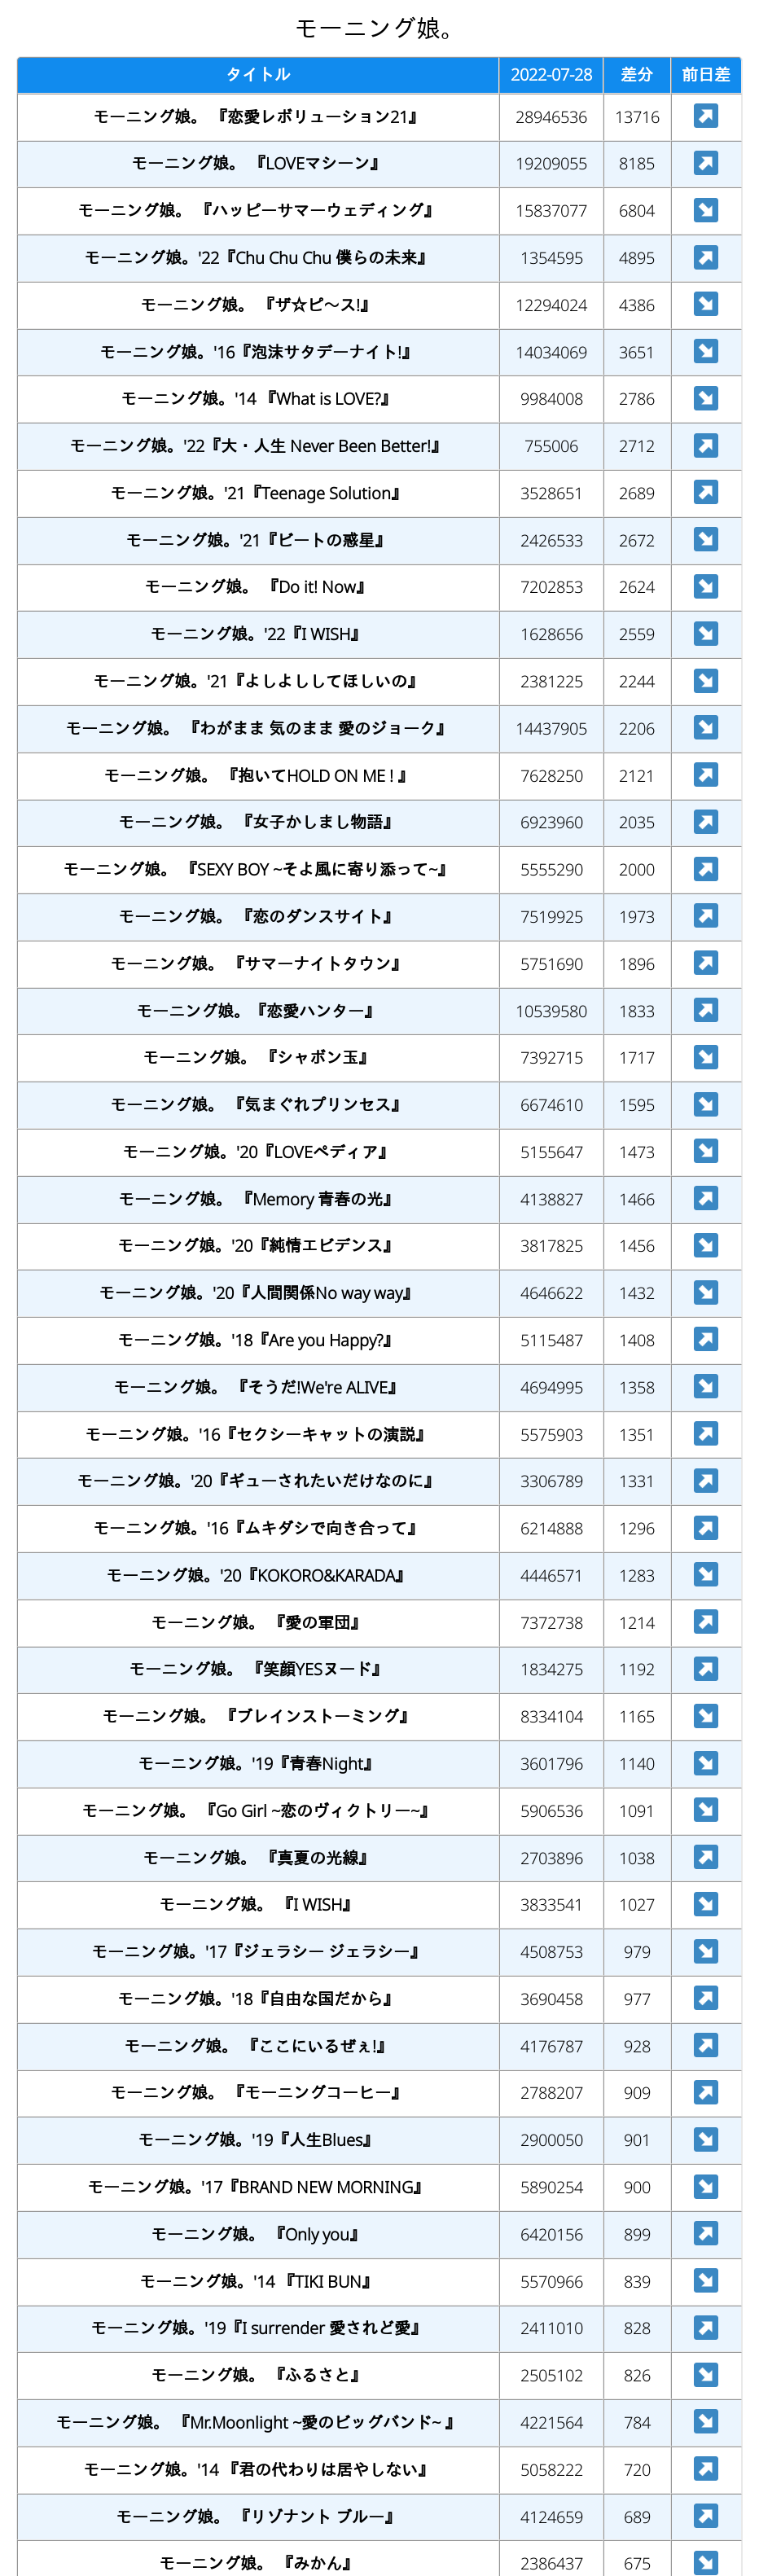 モーニング娘。
タイトル 2022-07-28 差分 前日差
モーニング娘。 『恋愛レボリューション21』 28946536 13716 ↗
モーニング娘。 『LOVEマシーン』 19209055 8185 ↗
モーニング娘。 『ハッピーサマーウェディング』 15837077 6804 ↘
モーニング娘。'22『Chu Chu Chu 僕らの未来』 1354595 4895 ↗
モーニング娘。 『ザ☆ピ〜ス!』 12294024 4386 ↘
モーニング娘。'16『泡沫サタデーナイト!』 14034069 3651 ↘
モーニング娘。'14 『What is LOVE?』 9984008 2786 ↘
モーニング娘。'22『大・人生 Never Been Better!』 755006 2712 ↗
モーニング娘。'21『Teenage Solution』 3528651 2689 ↗
モーニング娘。'21『ビートの惑星』 2426533 2672 ↘
モーニング娘。 『Do it! Now』 7202853 2624 ↘
モーニング娘。'22『I WISH』 1628656 2559 ↘
モーニング娘。'21『よしよししてほしいの』 2381225 2244 ↘
モーニング娘。 『わがまま 気のまま 愛のジョーク』 14437905 2206 ↘
モーニング娘。 『抱いてHOLD ON ME ! 』 7628250 2121 ↗
モーニング娘。 『女子かしまし物語』 6923960 2035 ↗
モーニング娘。 『SEXY BOY ~そよ風に寄り添って~』 5555290 2000 ↗
モーニング娘。 『恋のダンスサイト』 7519925 1973 ↗
モーニング娘。 『サマーナイトタウン』 5751690 1896 ↗
モーニング娘。『恋愛ハンター』 10539580 1833 ↗
モーニング娘。 『シャボン玉』 7392715 1717 ↘
モーニング娘。 『気まぐれプリンセス』 6674610 1595 ↘
モーニング娘。'20『LOVEペディア』 5155647 1473 ↘
モーニング娘。 『Memory 青春の光』 4138827 1466 ↗
モーニング娘。'20『純情エビデンス』 3817825 1456 ↘
モーニング娘。'20『人間関係No way way』 4646622 1432 ↘
モーニング娘。'18『Are you Happy?』 5115487 1408 ↗
モーニング娘。 『そうだ!We're ALIVE』 4694995 1358 ↘
モーニング娘。'16『セクシーキャットの演説』 5575903 1351 ↗
モーニング娘。'20『ギューされたいだけなのに』 3306789 1331 ↗
モーニング娘。'16『ムキダシで向き合って』 6214888 1296 ↗
モーニング娘。'20『KOKORO&KARADA』 4446571 1283 ↘
モーニング娘。 『愛の軍団』 7372738 1214 ↗
モーニング娘。 『笑顔YESヌード』 1834275 1192 ↗
モーニング娘。 『ブレインストーミング』 8334104 1165 ↘
モーニング娘。'19『青春Night』 3601796 1140 ↘
モーニング娘。 『Go Girl ~恋のヴィクトリー~』 5906536 1091 ↘
モーニング娘。 『真夏の光線』 2703896 1038 ↗
モーニング娘。 『I WISH』 3833541 1027 ↘
モーニング娘。'17『ジェラシー ジェラシー』 4508753 979 ↘
モーニング娘。'18『自由な国だから』 3690458 977 ↗
モーニング娘。 『ここにいるぜぇ!』 4176787 928 ↗
モーニング娘。 『モーニングコーヒー』 2788207 909 ↗
モーニング娘。'19『人生Blues』 2900050 901 ↘
モーニング娘。'17『BRAND NEW MORNING』 5890254 900 ↘
モーニング娘。 『Only you』 6420156 899 ↗
モーニング娘。'14 『TIKI BUN』 5570966 839 ↘
モーニング娘。'19『I surrender 愛されど愛』 2411010 828 ↗
モーニング娘。 『ふるさと』 2505102 826 ↘
モーニング娘。 『Mr.Moonlight ~愛のビッグバンド~ 』 4221564 784 ↘
モーニング娘。'14 『君の代わりは居やしない』 5058222 720 ↗
モーニング娘。 『リゾナント ブルー』 4124659 689 ↗
モーニング娘。 『みかん』 2386437 675 ↘